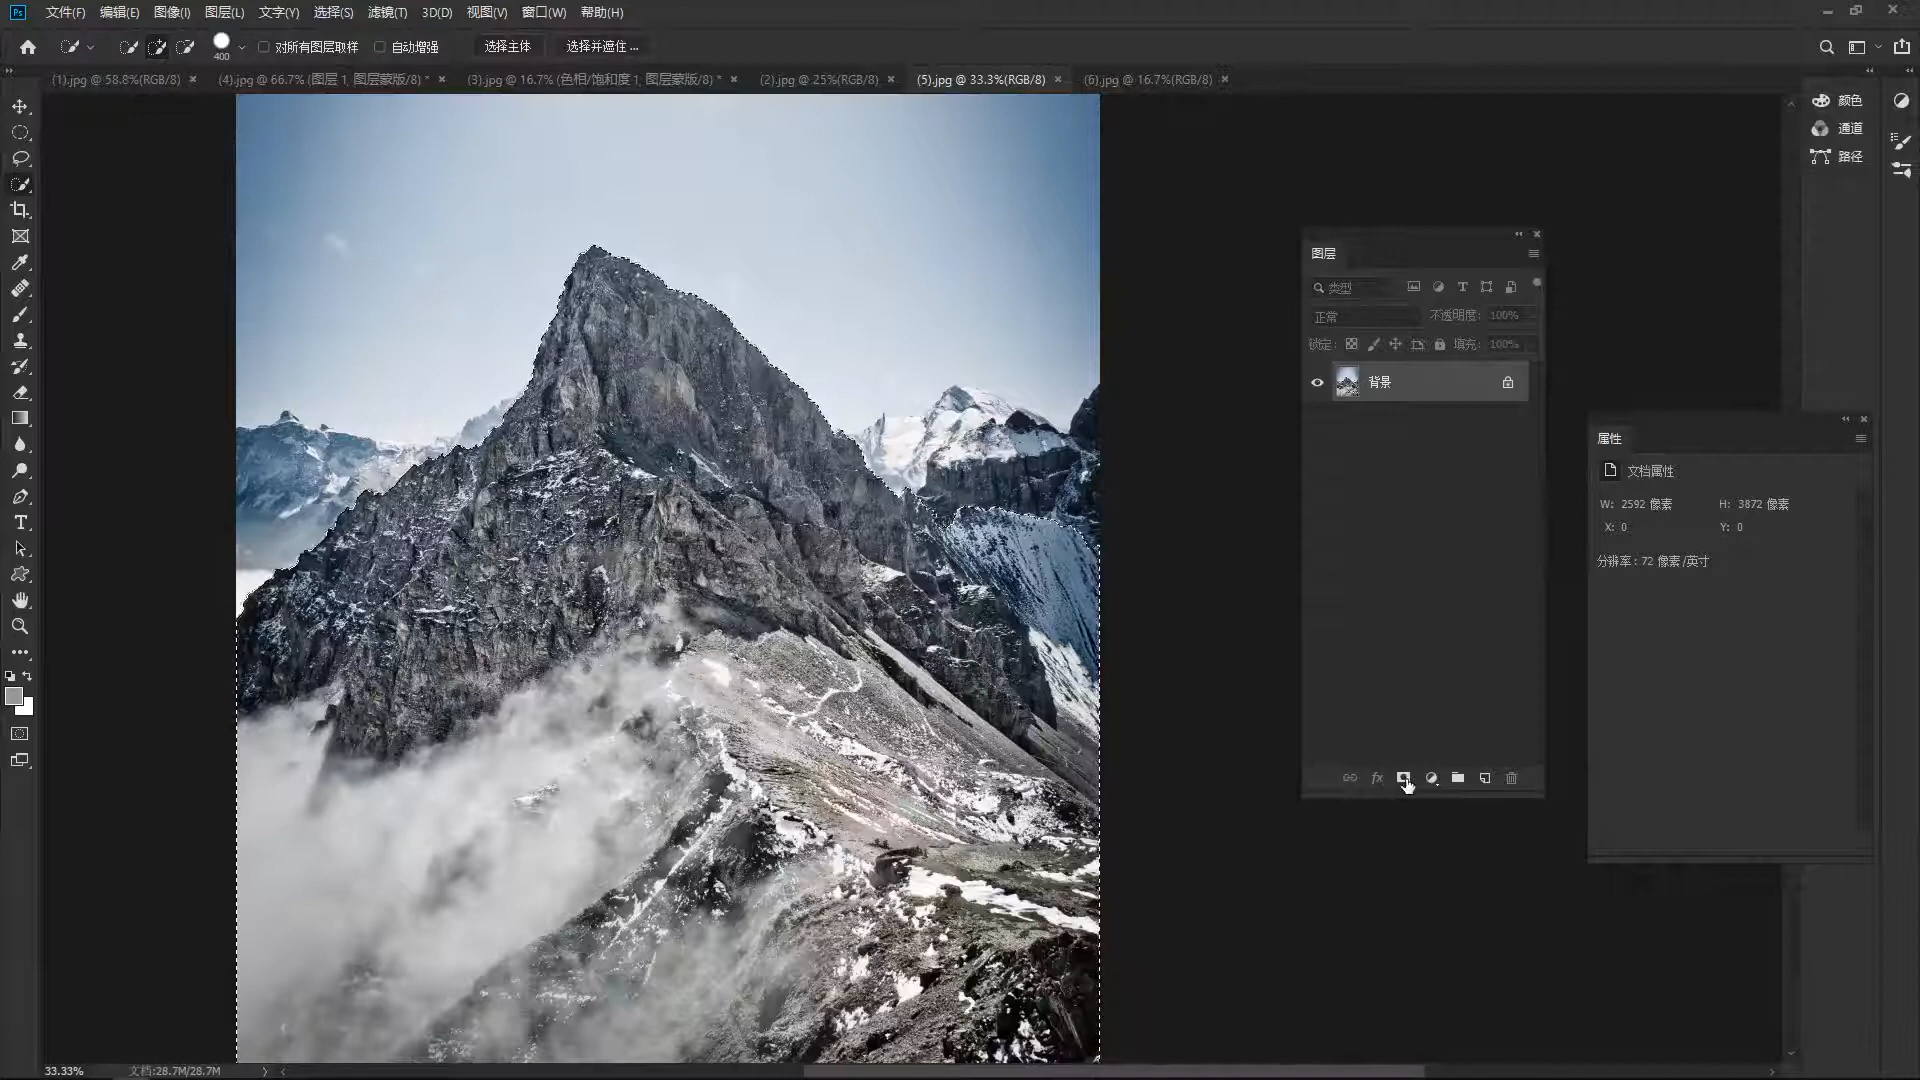 Ps 文件(F) 编辑(E) 图像(I) 图层(L) 文字(Y) 选择(S) 滤镜(T) 3D(D) 视图(V) 窗口(W) 帮助(H)
400 对所有图层取样 自动增强 选择主体 选择并遮住 ...
(1).jpg @ 58.8%(RGB/8) × (4).jpg @ 66.7% (图层 1, 图层蒙版/8) * × (3).jpg @ 16.7% (色相/饱和度 1, 图层蒙版/8) * × (2).jpg @ 25%(RGB/8) × (5).jpg @ 33.3%(RGB/8) × (6).jpg @ 16.7%(RGB/8) ×
颜色
通道
路径
图层
类型
正常 不透明度: 100%
锁定: 填充: 100%
背景
fx
属性
文档属性
W: 2592 像素 H: 3872 像素
X: 0 Y: 0
分辨率: 72 像素/英寸
33.33% 文档:28.7M/28.7M